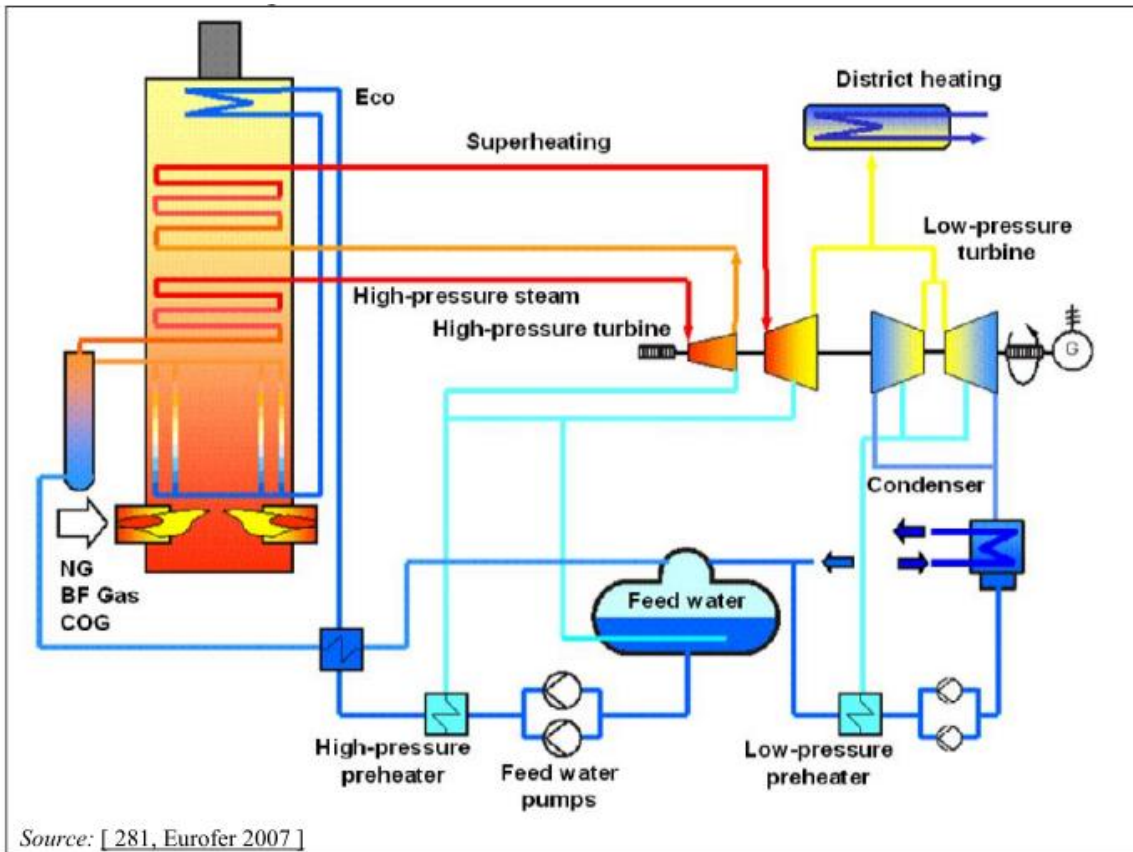 Eco
District heating
Superheating
Low-pressure
turbine
High-pressure steam
High-pressure turbine
G
Condenser
NG
BF Gas
COG
Feed water
High-pressure
preheater
Feed water
pumps
Low-pressure
preheater
Source: [ 281, Eurofer 2007 ]